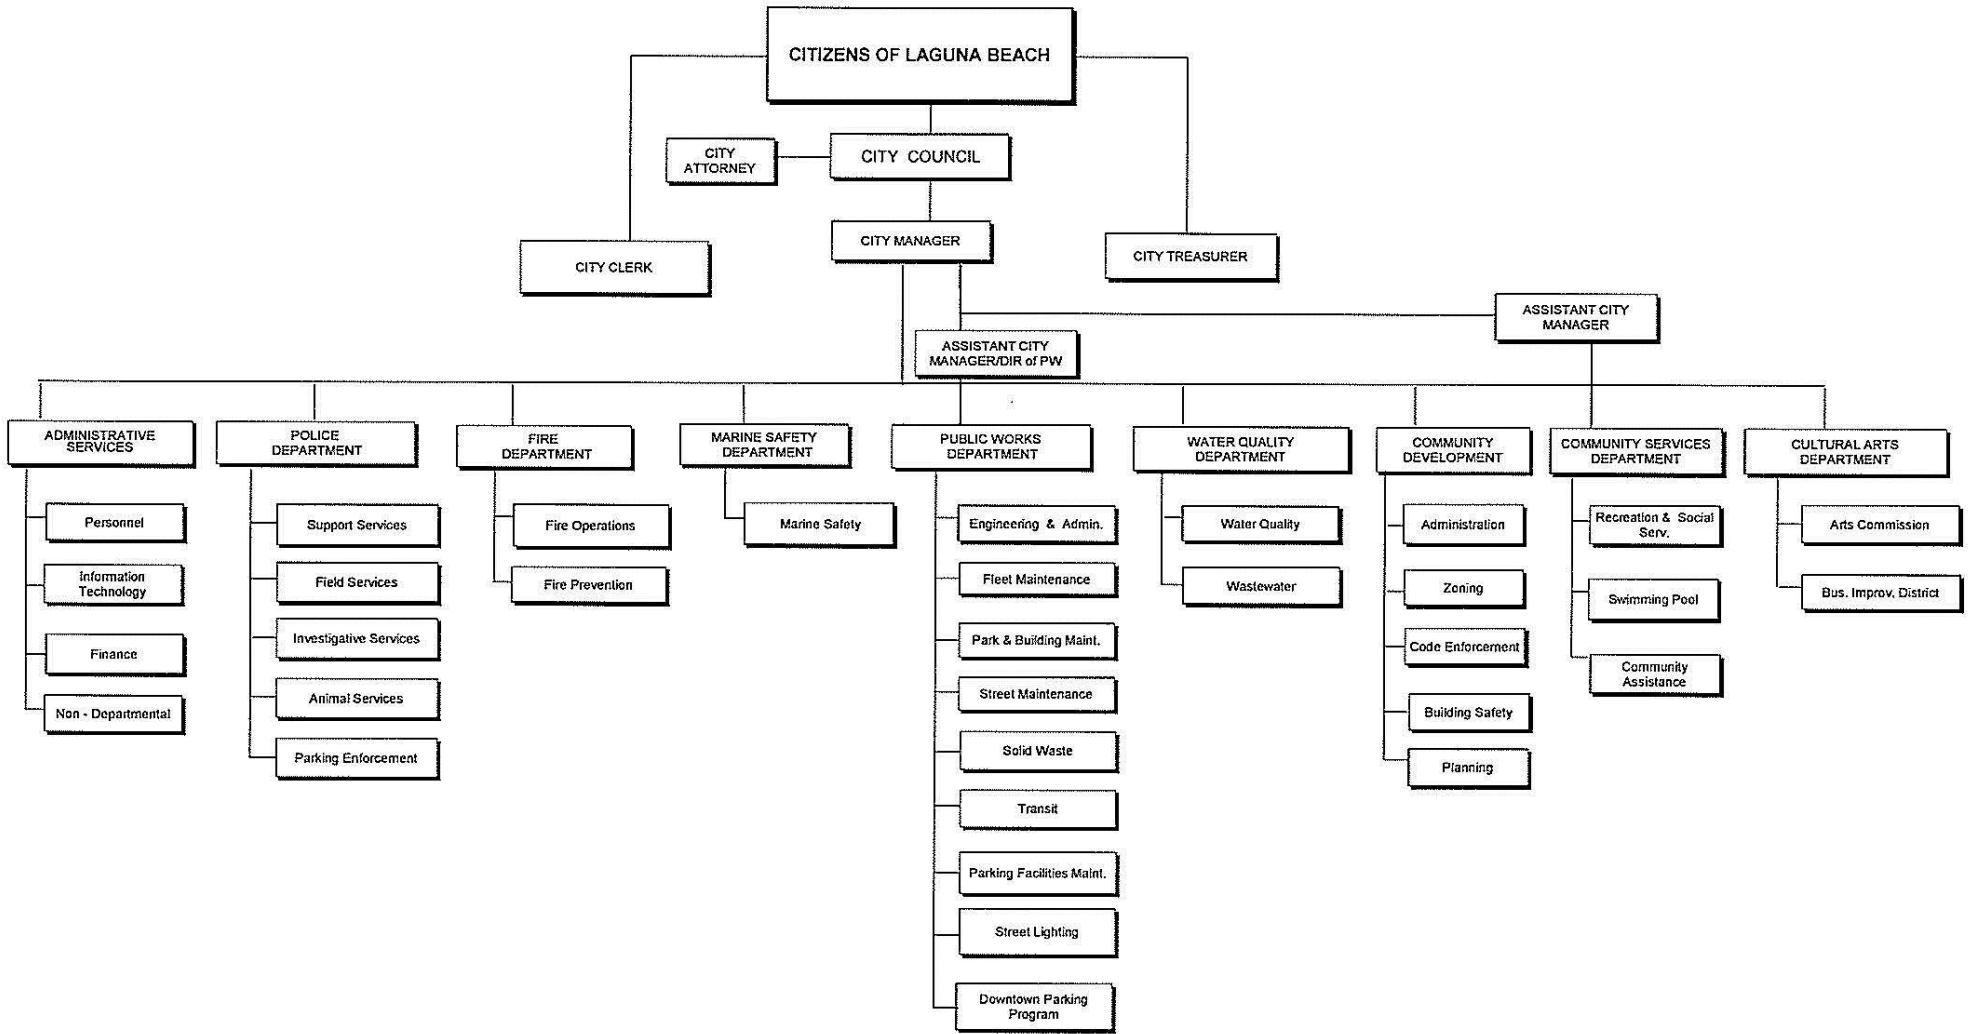 CITIZENS OF LAGUNA BEACH
CITY
ATTORNEY
CITY COUNCIL
CITY MANAGER
CITY CLERK
CITY TREASURER
ASSISTANT CITY
MANAGER
ASSISTANT CITY
MANAGER/DIR of PW
ADMINISTRATIVE
SERVICES
Personnel
Information
Technology
Finance
Non - Departmental
POLICE
DEPARTMENT
Support Services
Field Services
Investigative Services
Animal Services
Parking Enforcement
FIRE
DEPARTMENT
Fire Operations
Fire Prevention
MARINE SAFETY
DEPARTMENT
Marine Safety
PUBLIC WORKS
DEPARTMENT
Engineering & Admin.
Fleet Maintenance
Park & Building Maint.
Street Maintenance
Solid Waste
Transit
Parking Facilities Maint.
Street Lighting
Downtown Parking
Program
WATER QUALITY
DEPARTMENT
Water Quality
Wastewater
COMMUNITY
DEVELOPMENT
Administration
Zoning
Code Enforcement
Building Safety
Planning
COMMUNITY SERVICES
DEPARTMENT
Recreation & Social
Serv.
Swimming Pool
Community
Assistance
CULTURAL ARTS
DEPARTMENT
Arts Commission
Bus. Improv. District